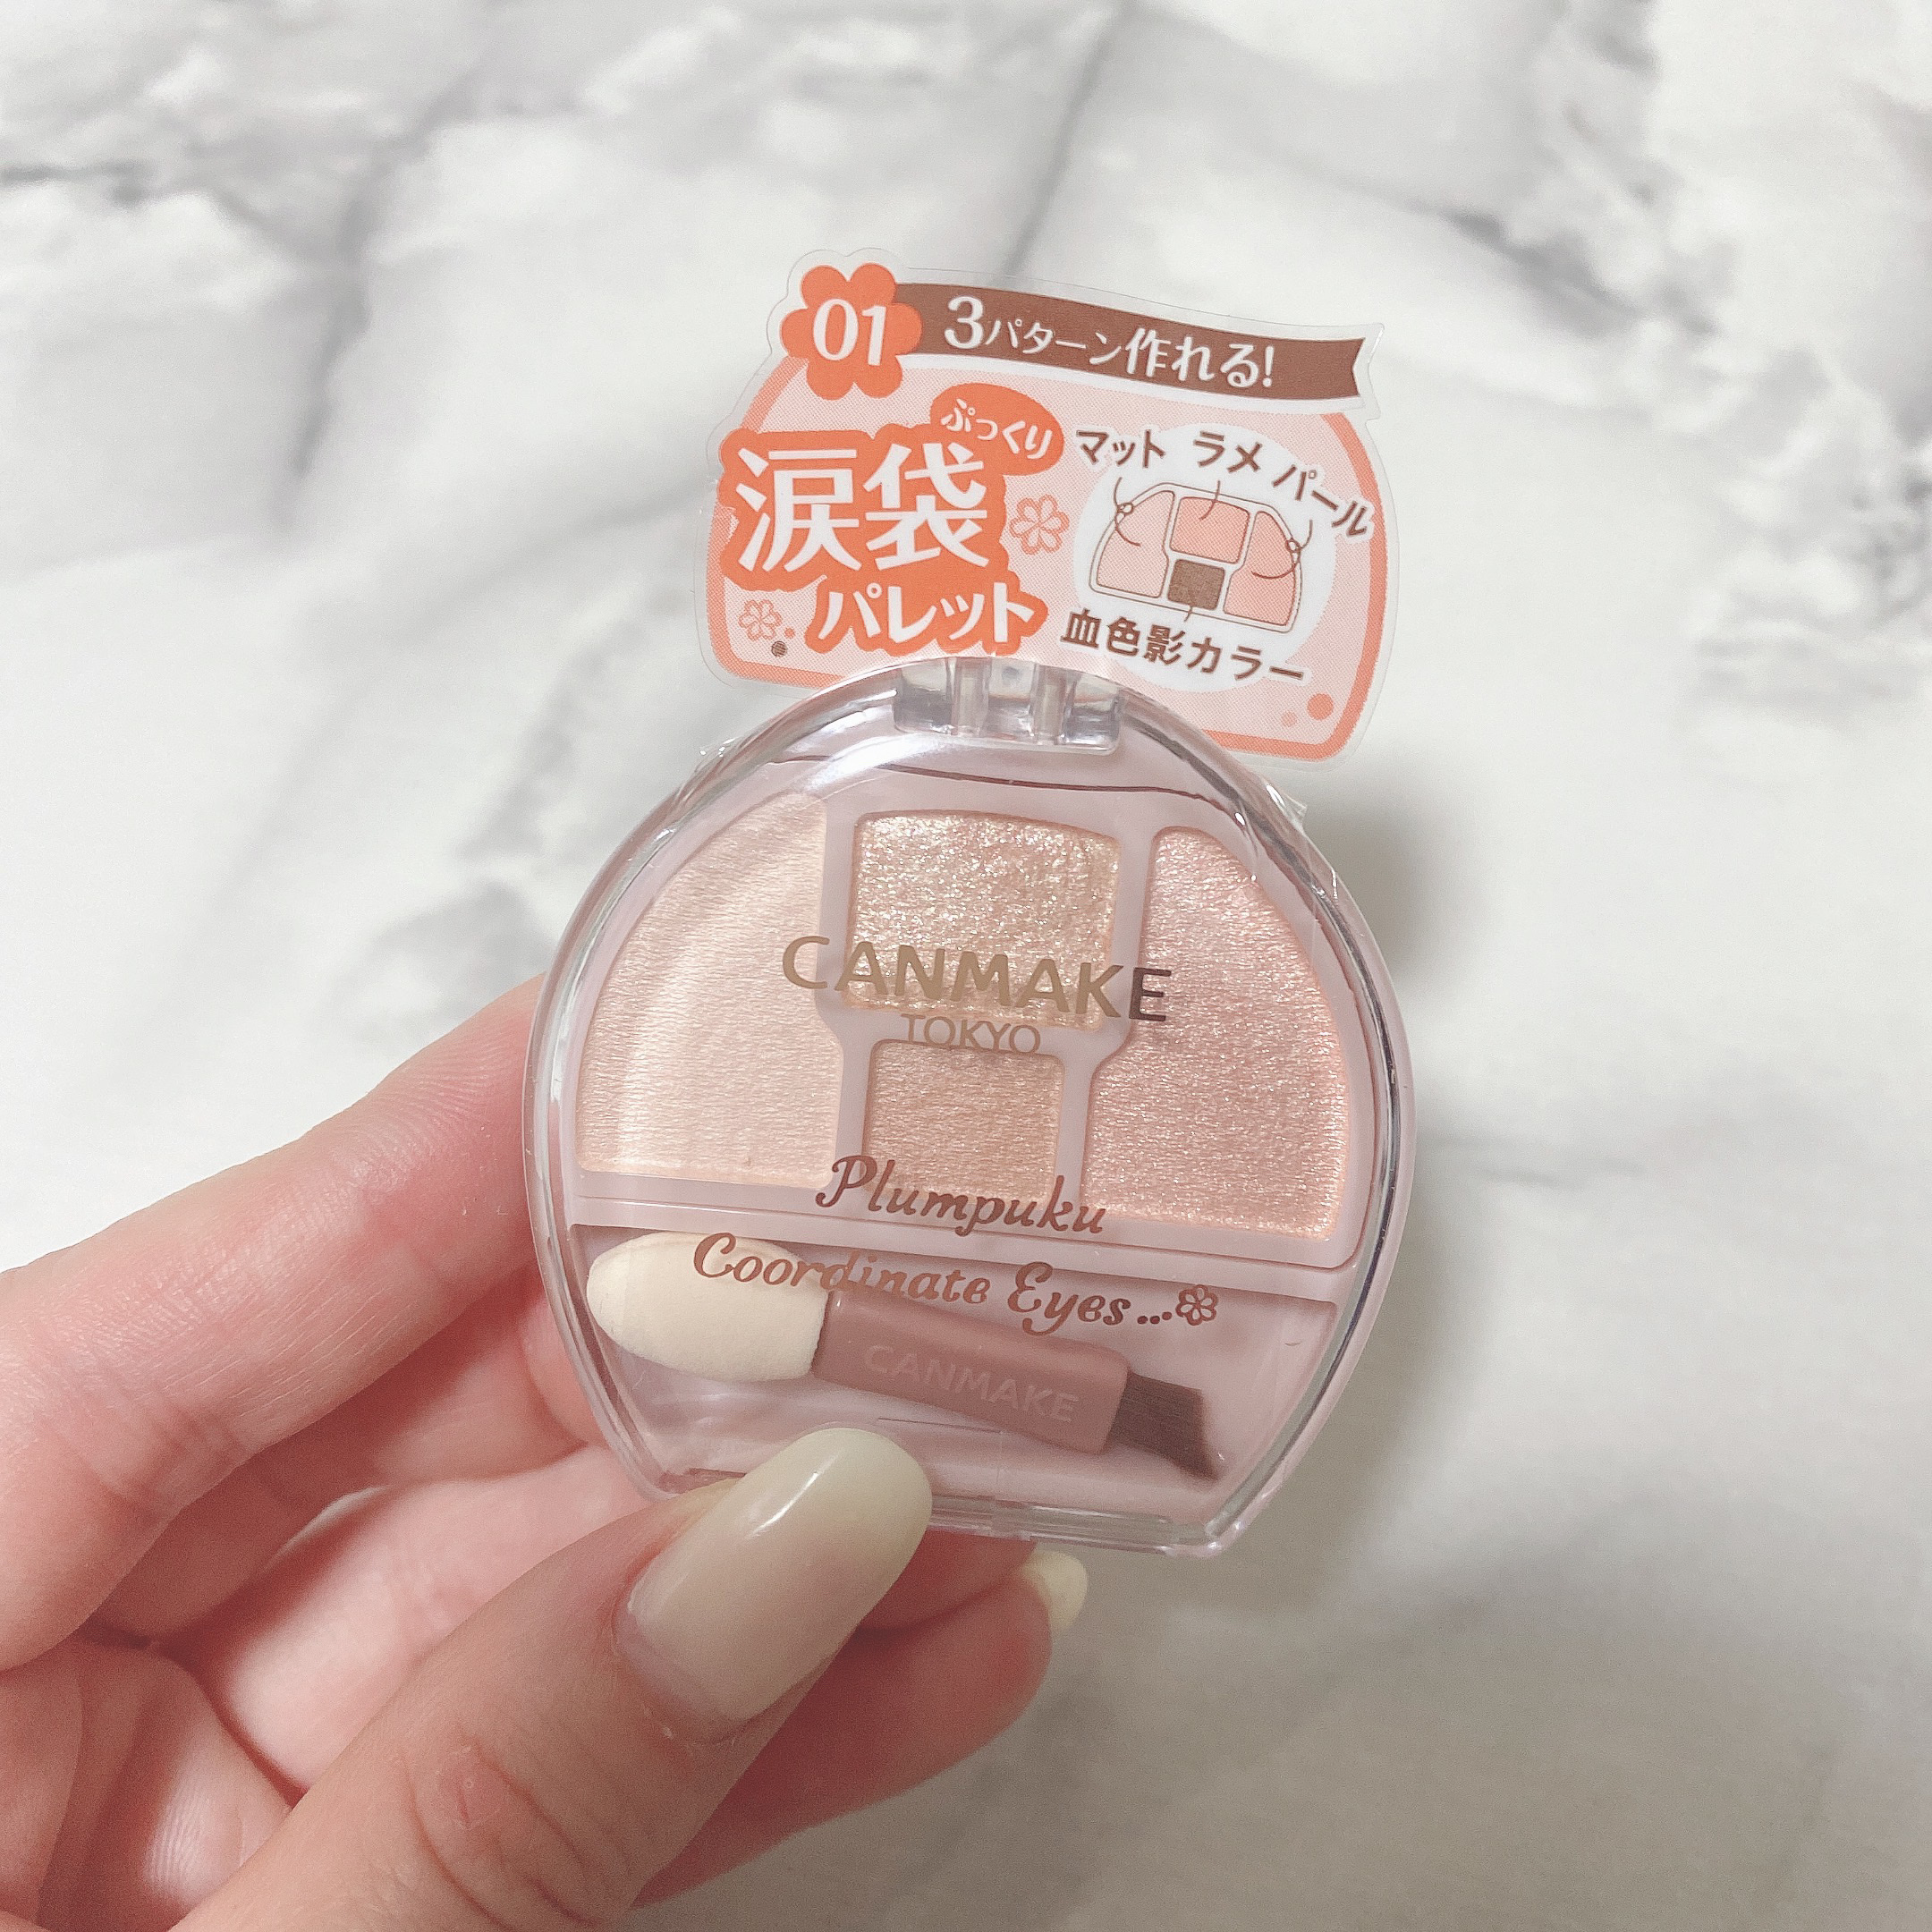 01
3パターン作れる!
ぷっくり
涙袋
パレット
マット ラメ パール
血色影カラー
CANMAKE
TOKYO
Plumpuku
Coordinate Eyes...
CANMAKE